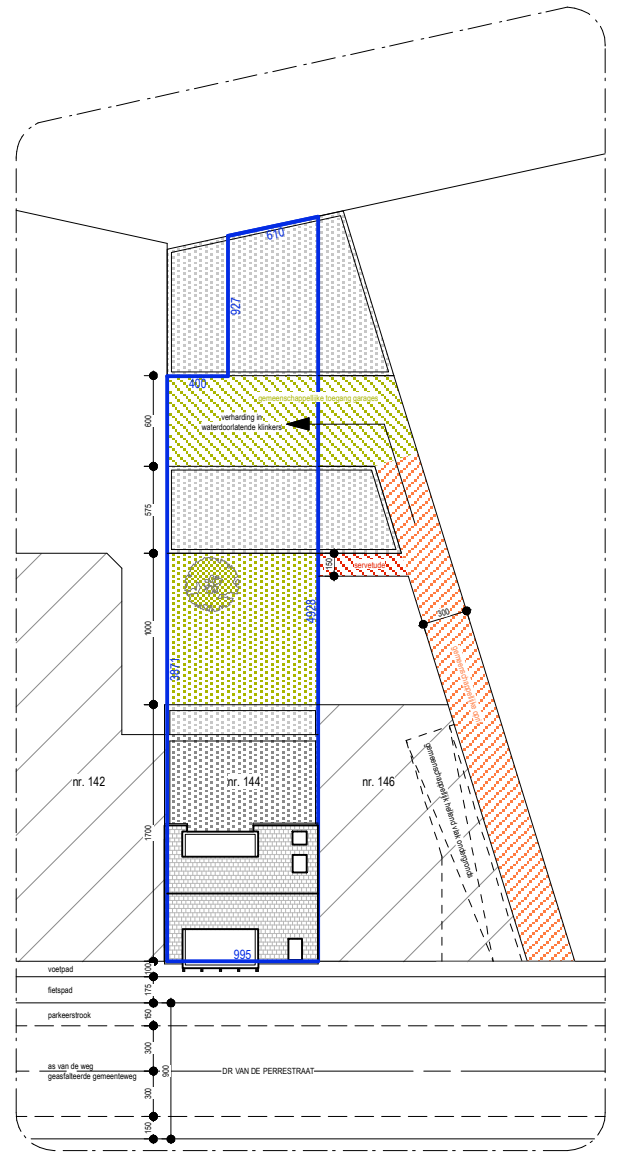 610
927
400
gemeenschappelijke toegang garages
verharding in
waterdoorlatende klinkers
600
575
150
servetude
300
4928
1000
3871
gemeenschappelijk hellend vlak ondergronds
nr. 142
nr. 144
nr. 146
1700
995
voetpad
100
fietspad
175
parkeerstrook
150
300
as van de weg
geasfalteerde gemeenteweg
900
DR VAN DE PERRESTRAAT
300
150